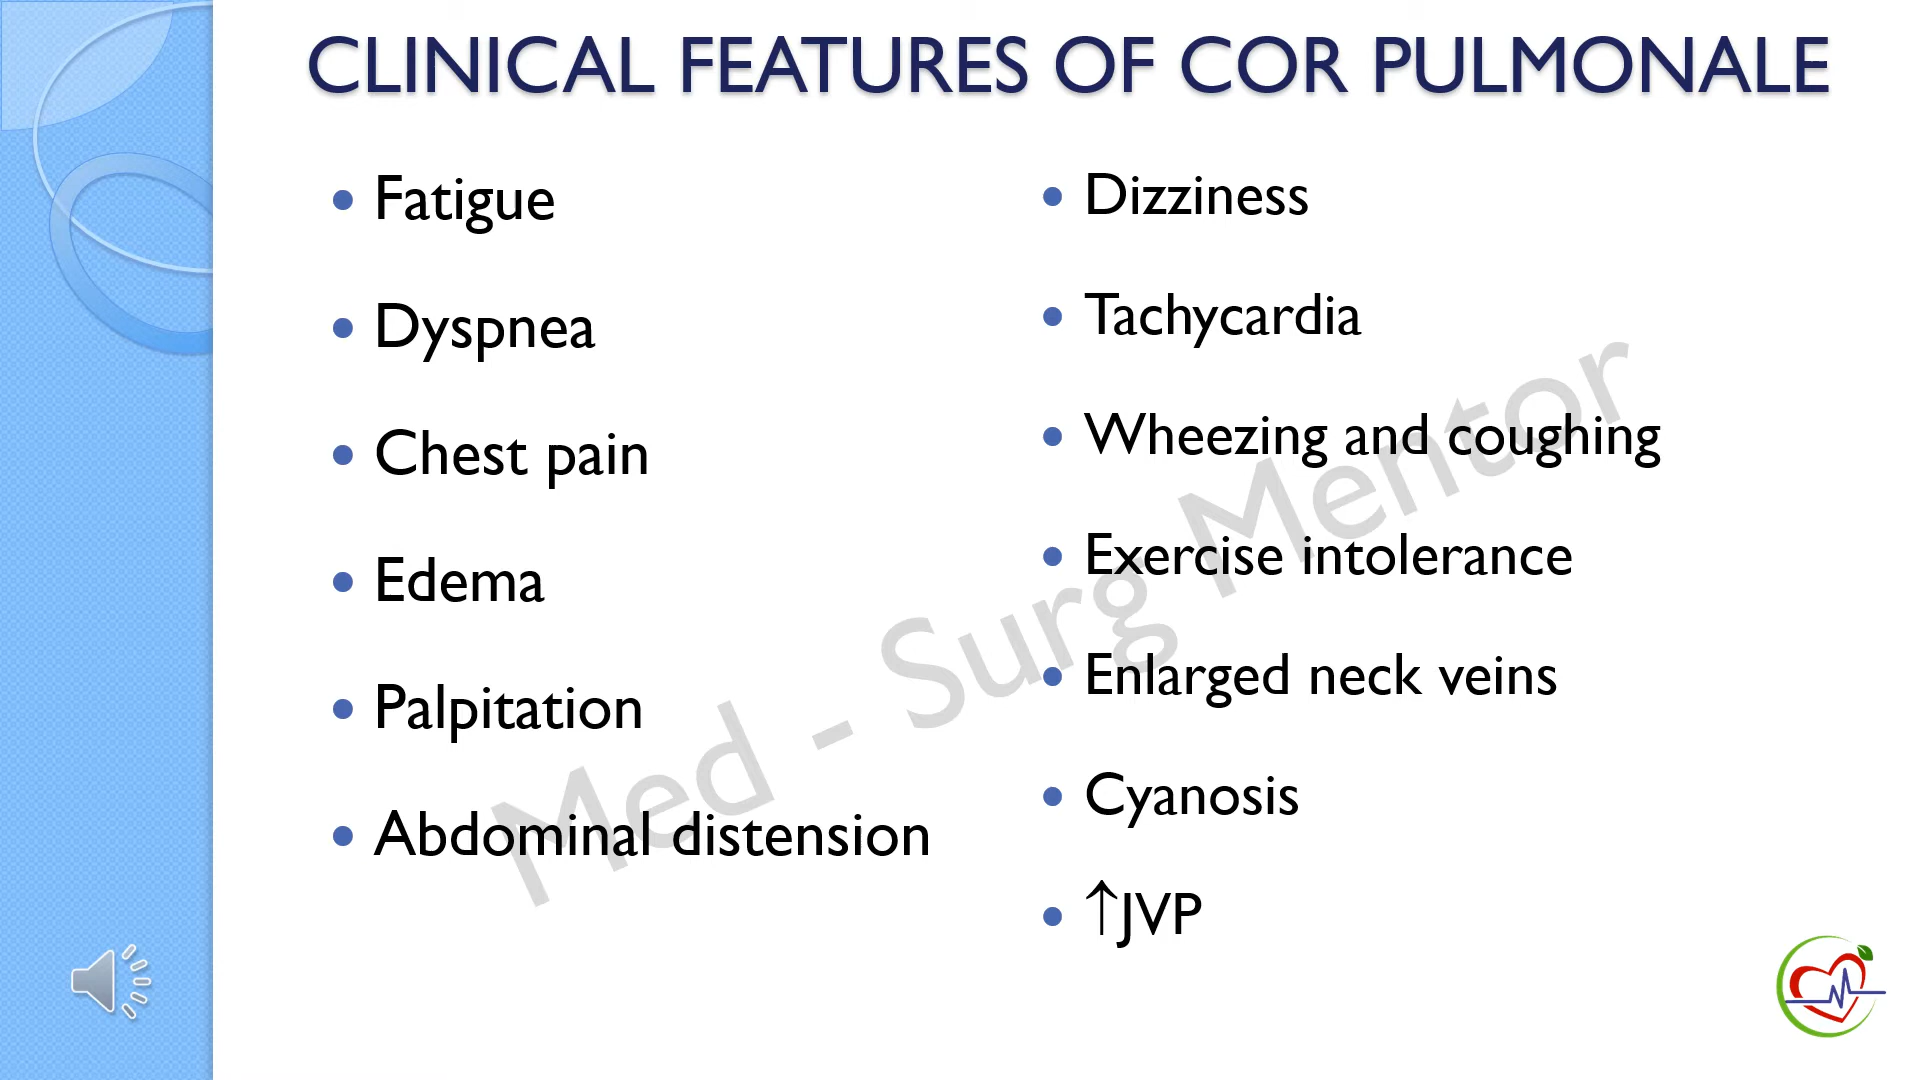 CLINICAL FEATURES OF COR PULMONALE
• Fatigue
• Dyspnea
• Chest pain
• Edema
• Palpitation
• Abdominal distension
• Dizziness
• Tachycardia
• Wheezing and coughing
• Exercise intolerance
• Enlarged neck veins
• Cyanosis
• ↑JVP
Med - Surg Mentor